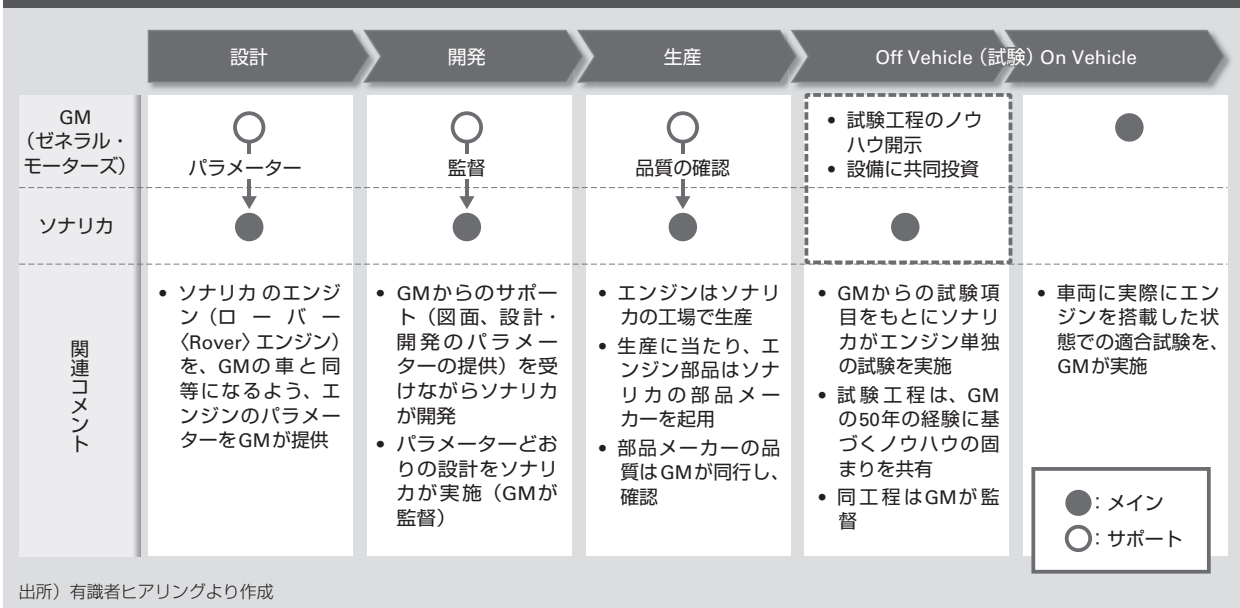 設計
開発
生産
Off Vehicle（試験）On Vehicle
GM
（ゼネラル・
モーターズ）
パラメーター
監督
品質の確認
• 試験工程のノウ
ハウ開示
• 設備に共同投資
ソナリカ
関連コメント
• ソナリカのエンジ
ン（ローバー
〈Rover〉エンジン）
を、GMの車と同
等になるよう、エ
ンジンのパラメー
ターをGMが提供
• GMからのサポー
ト（図面、設計・
開発のパラメー
ターの提供）を受
けながらソナリカ
が開発
• パラメーターどお
りの設計をソナリ
カが実施（GMが
監督）
• エンジンはソナリ
カの工場で生産
• 生産に当たり、エ
ンジン部品はソナ
リカの部品メー
カーを起用
• 部品メーカーの品
質はGMが同行し、
確認
• GMからの試験項
目をもとにソナリ
カがエンジン単独
の試験を実施
• 試験工程は、GM
の50年の経験に基
づくノウハウの固
まりを共有
• 同工程はGMが監
督
• 車両に実際にエン
ジンを搭載した状
態での適合試験を、
GMが実施
●：メイン
○：サポート
出所）有識者ヒアリングより作成